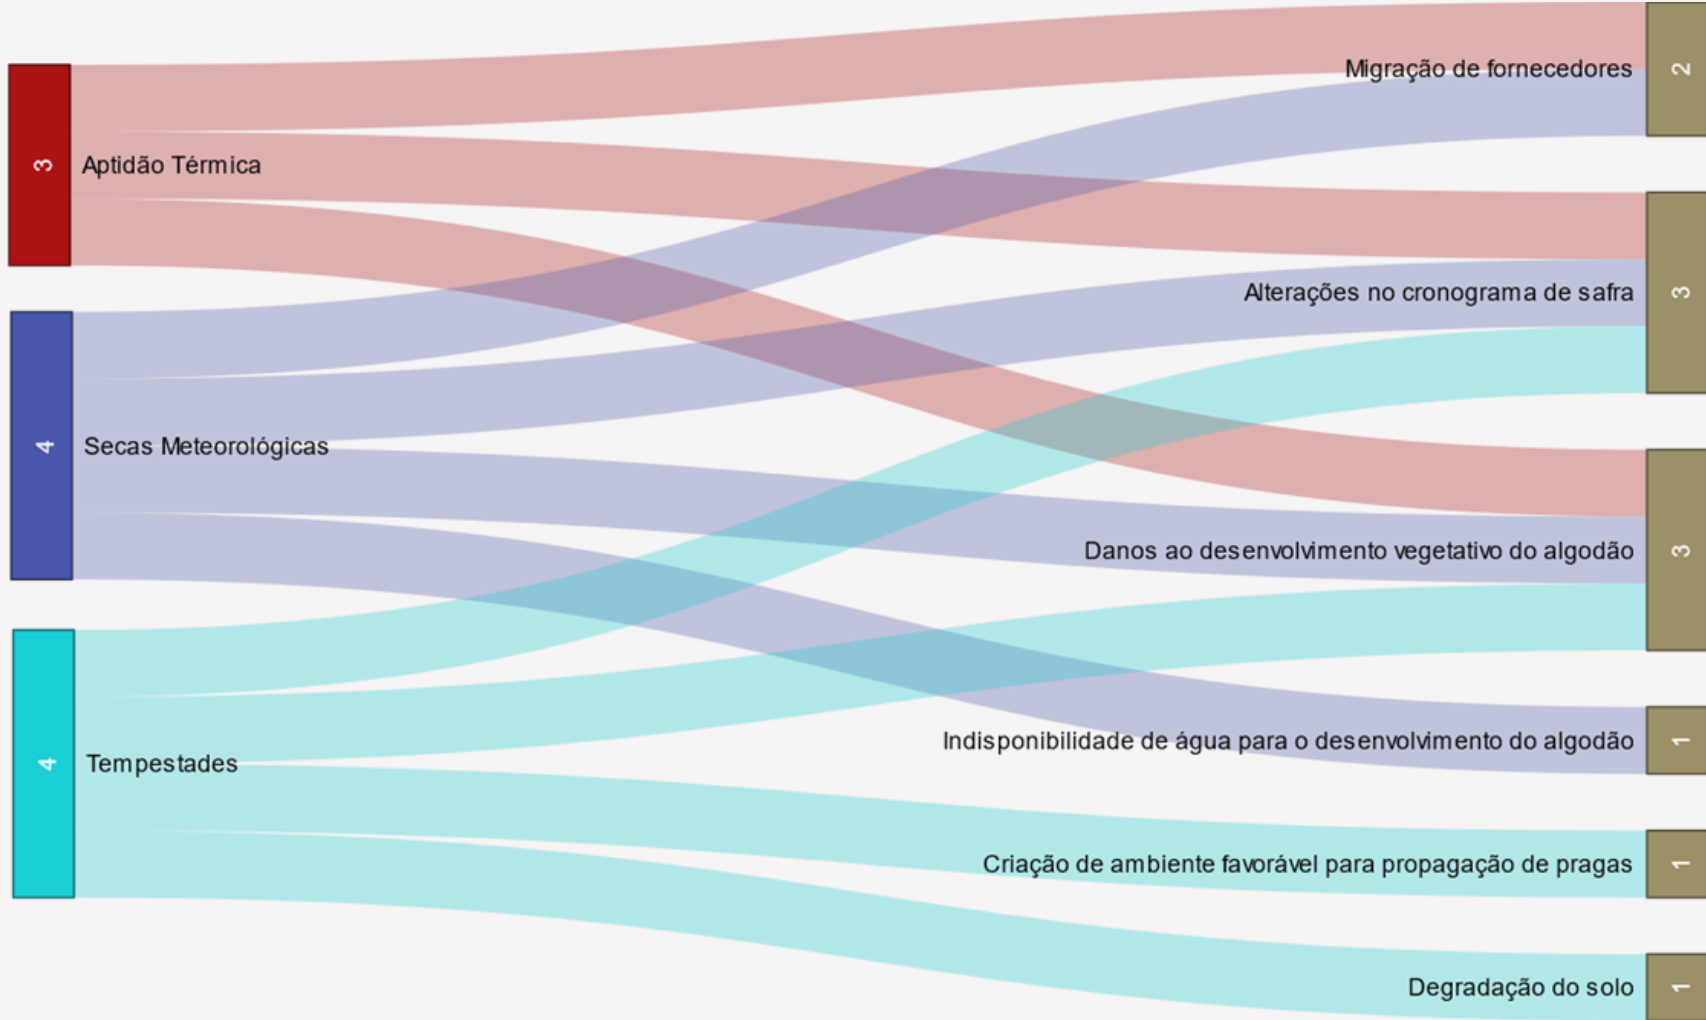 3
Aptidão Térmica
4
Secas Meteorológicas
4
Tempestades
Migração de fornecedores
2
Alterações no cronograma de safra
3
Danos ao desenvolvimento vegetativo do algodão
3
Indisponibilidade de água para o desenvolvimento do algodão
1
Criação de ambiente favorável para propagação de pragas
1
Degradação do solo
1